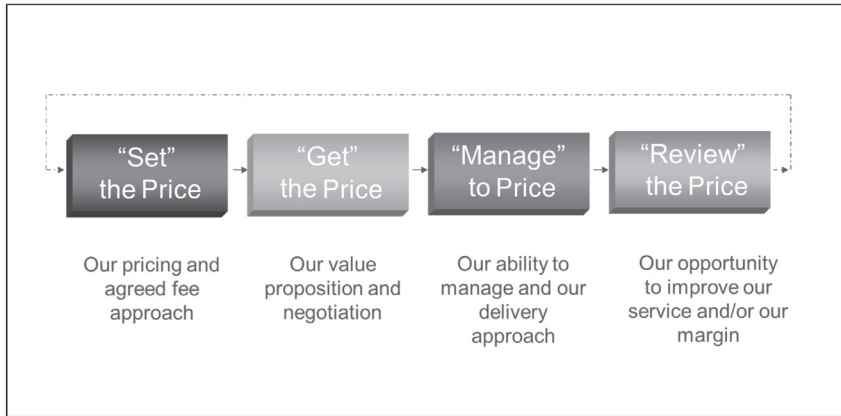 “Set”
the Price
“Get”
the Price
“Manage”
to Price
“Review”
the Price
Our pricing and
agreed fee
approach
Our value
proposition and
negotiation
Our ability to
manage and our
delivery
approach
Our opportunity
to improve our
service and/or our
margin